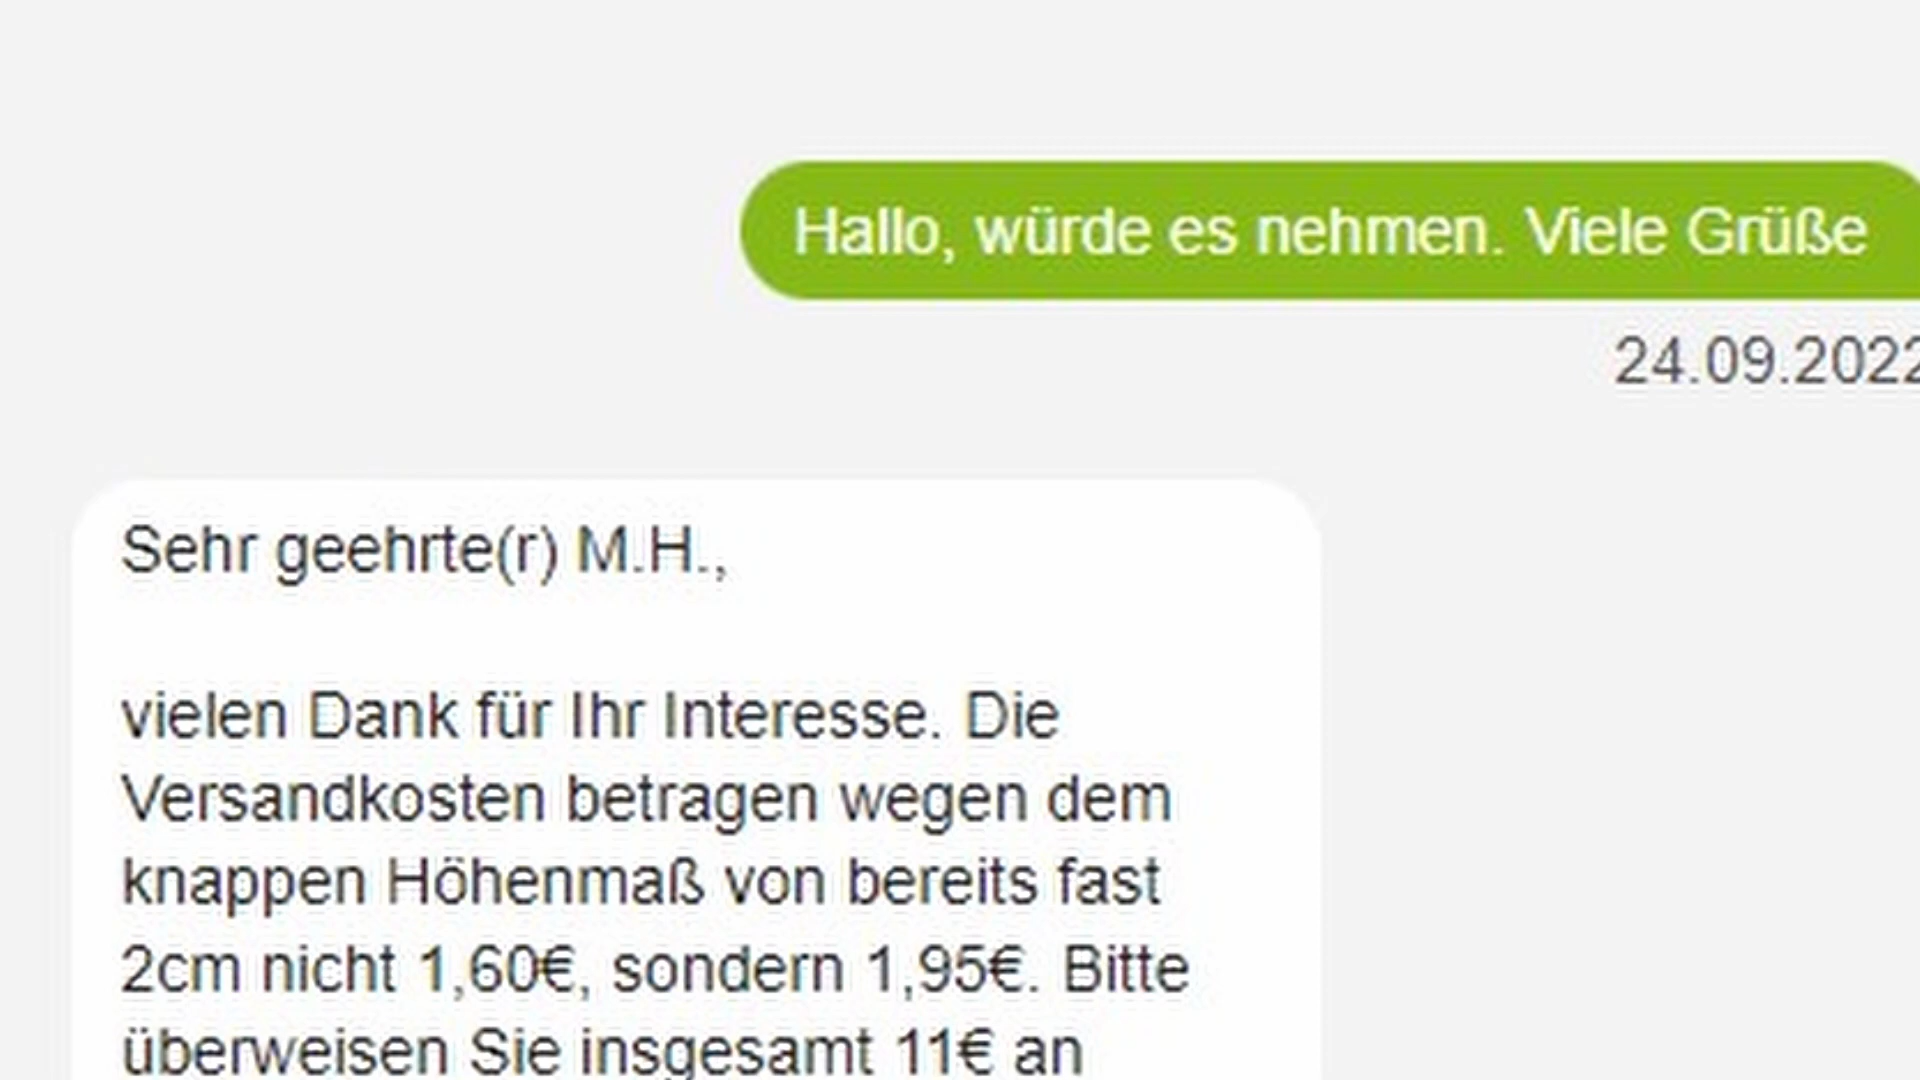 Hallo, würde es nehmen. Viele Grüße
24.09.2022
Sehr geehrte(r) M.H.,
vielen Dank für Ihr Interesse. Die
Versandkosten betragen wegen dem
knappen Höhenmaß von bereits fast
2cm nicht 1,60€, sondern 1,95€. Bitte
überweisen Sie insgesamt 11€ an